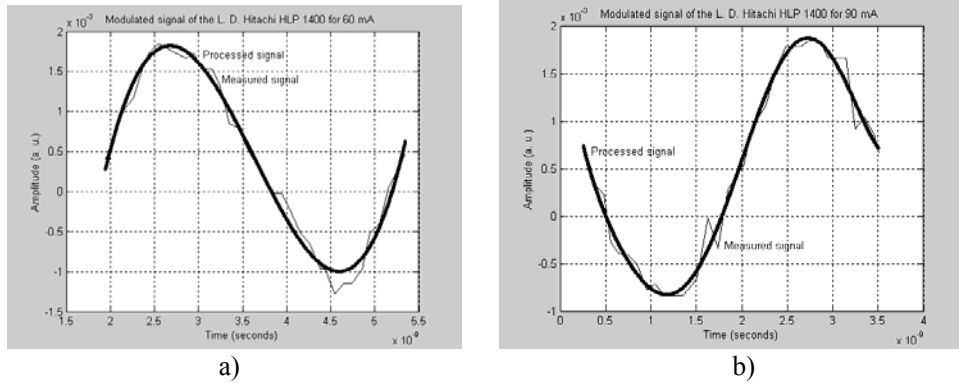 Modulated signal of the L. D. Hitachi HLP 1400 for 60 mA
x 10⁻³
2
1.5
1
0.5
0
-0.5
-1
-1.5
Amplitude (a. u.)
Processed signal
Measured signal
1.5 2 2.5 3 3.5 4 4.5 5 5.5
Time (seconds)
x 10⁻⁹
a)
Modulated signal of the L. D. Hitachi HLP 1400 for 90 mA
x 10⁻³
2
1.5
1
0.5
0
-0.5
-1
Amplitude (a. u.)
Processed signal
Measured signal
0 0.5 1 1.5 2 2.5 3 3.5 4
Time (seconds)
x 10⁻⁹
b)